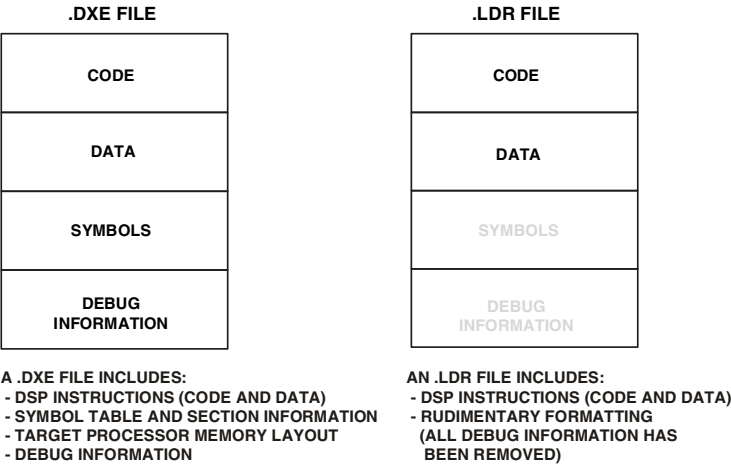 .DXE FILE
CODE
DATA
SYMBOLS
DEBUG
INFORMATION
A .DXE FILE INCLUDES:
- DSP INSTRUCTIONS (CODE AND DATA)
- SYMBOL TABLE AND SECTION INFORMATION
- TARGET PROCESSOR MEMORY LAYOUT
- DEBUG INFORMATION
.LDR FILE
CODE
DATA
SYMBOLS
DEBUG
INFORMATION
AN .LDR FILE INCLUDES:
- DSP INSTRUCTIONS (CODE AND DATA)
- RUDIMENTARY FORMATTING
(ALL DEBUG INFORMATION HAS
BEEN REMOVED)